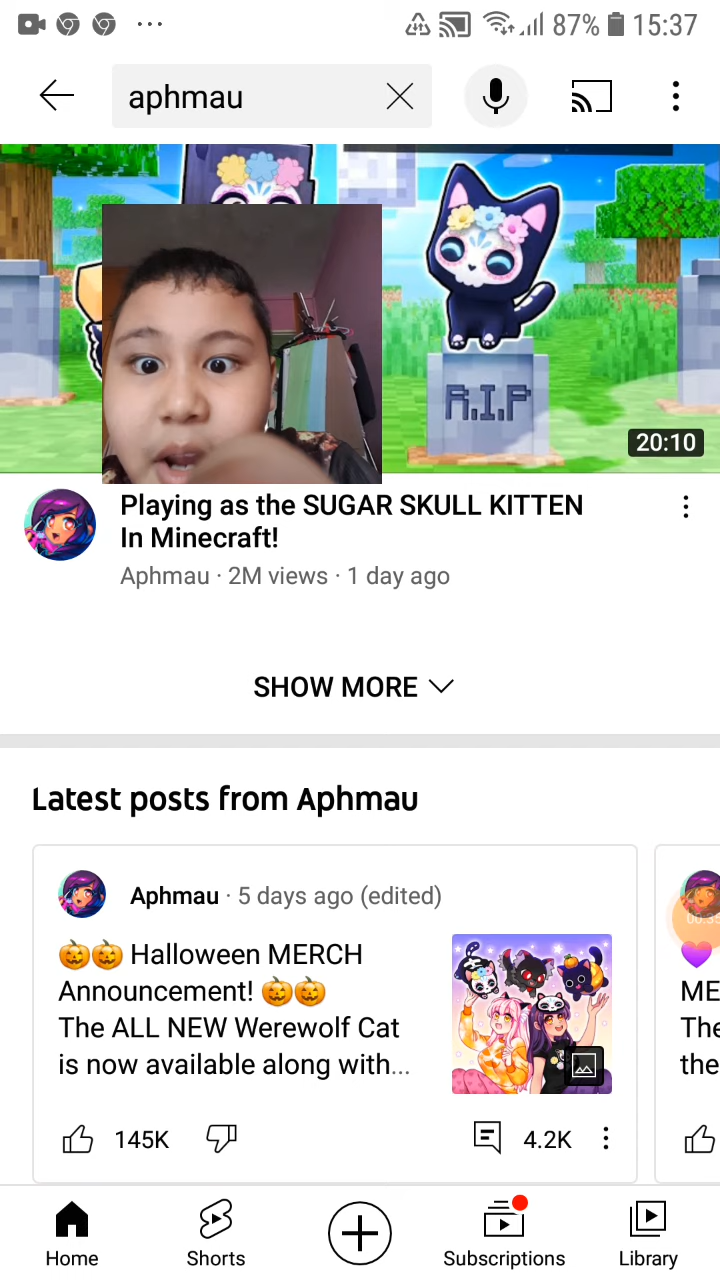 87% 15:37
aphmau
R.I.P
20:10
Playing as the SUGAR SKULL KITTEN
In Minecraft!
Aphmau · 2M views · 1 day ago
SHOW MORE
Latest posts from Aphmau
Aphmau · 5 days ago (edited)
🎃🎃 Halloween MERCH
Announcement! 🎃🎃
The ALL NEW Werewolf Cat
is now available along with...
145K
4.2K
00:35
💜
ME
The
the
Home
Shorts
Subscriptions
Library